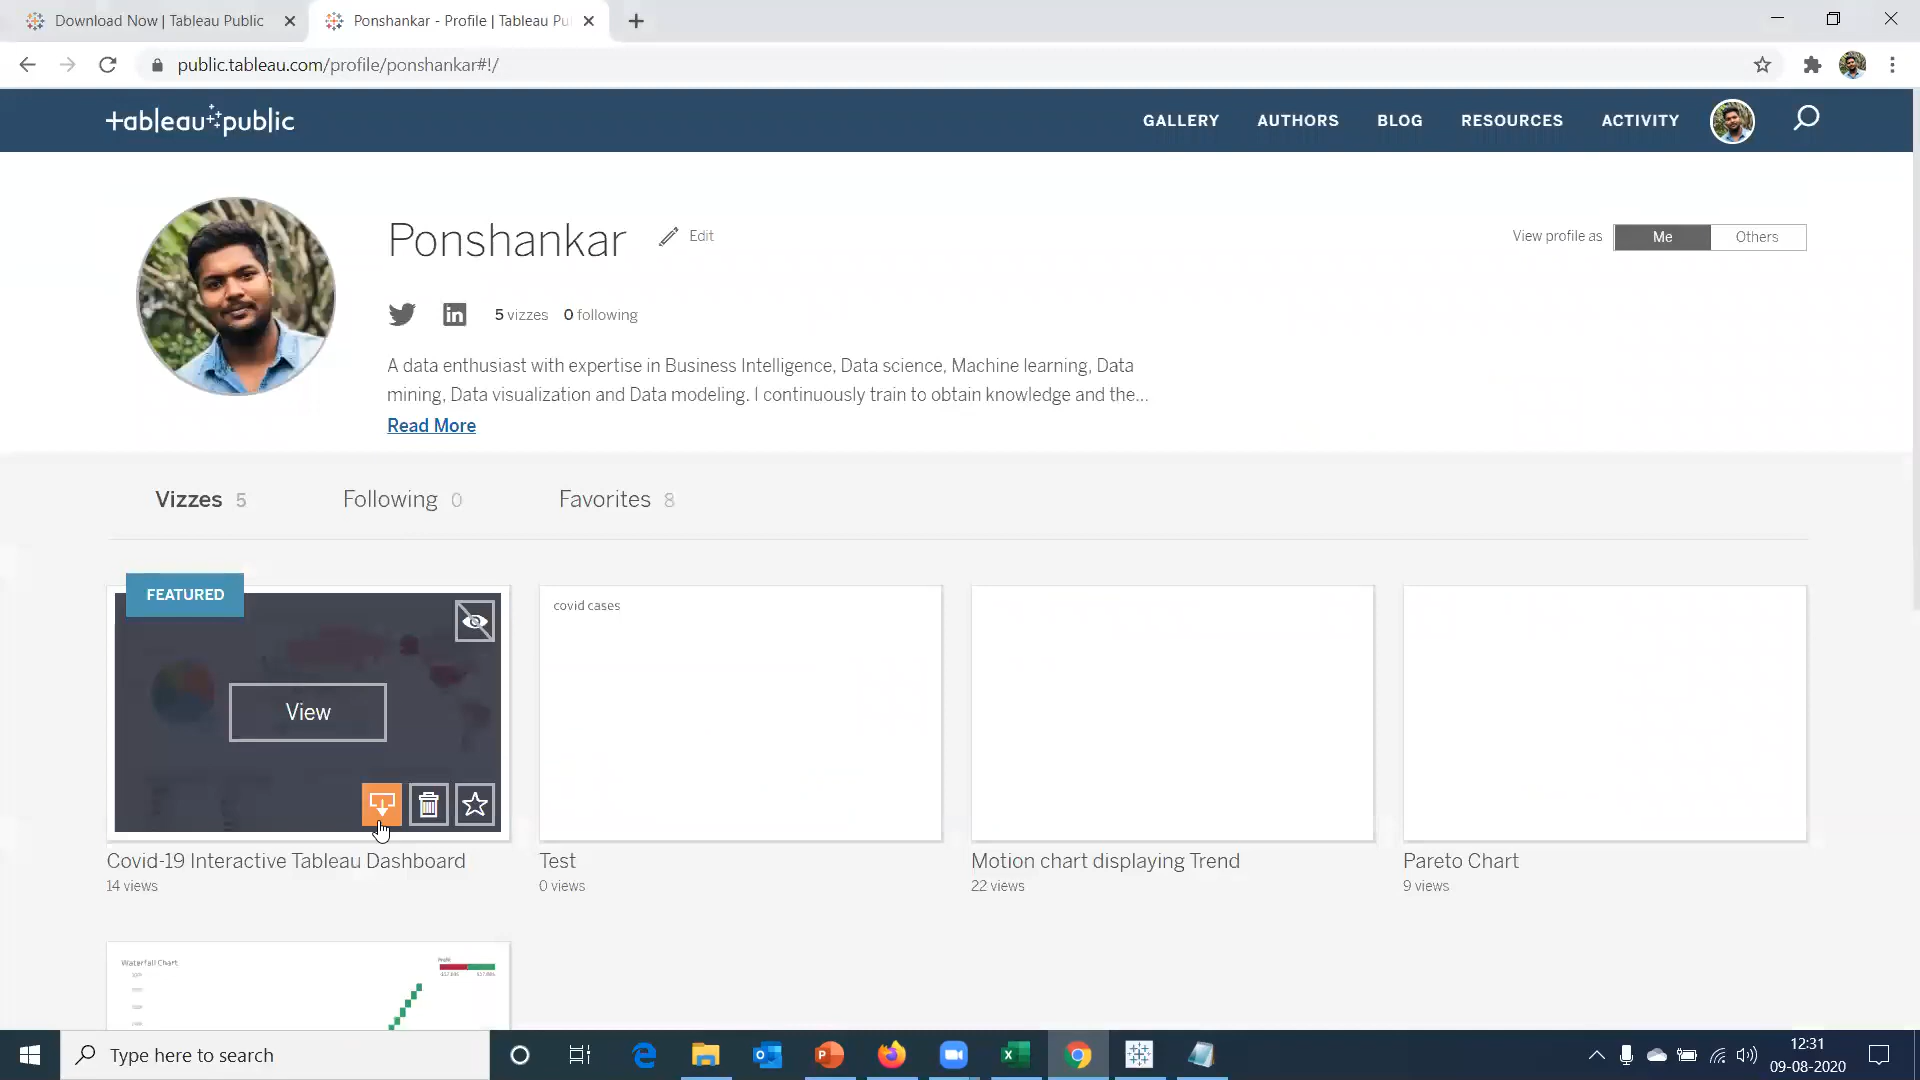 Download Now | Tableau Public
Ponshankar - Profile | Tableau Pu
public.tableau.com/profile/ponshankar#!/
+ableau public
GALLERY
AUTHORS
BLOG
RESOURCES
ACTIVITY
Ponshankar
Edit
View profile as
Me
Others
in
5 vizzes
0 following
A data enthusiast with expertise in Business Intelligence, Data science, Machine learning, Data
mining, Data visualization and Data modeling. I continuously train to obtain knowledge and the...
Read More
Vizzes 5
Following 0
Favorites 8
FEATURED
View
covid cases
Covid-19 Interactive Tableau Dashboard
14 views
Test
0 views
Motion chart displaying Trend
22 views
Pareto Chart
9 views
Waterfall Chart
Profit
Type here to search
12:31
09-08-2020